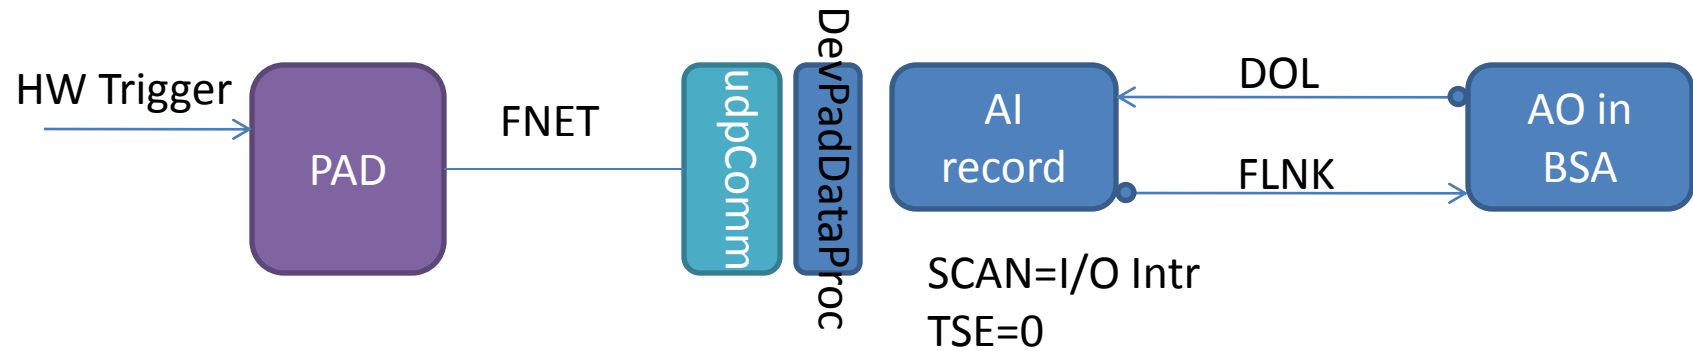 HW Trigger
PAD
FNET
udpComm
DevPadDataProc
AI
record
DOL
FLNK
AO in
BSA
SCAN=I/O Intr
TSE=0